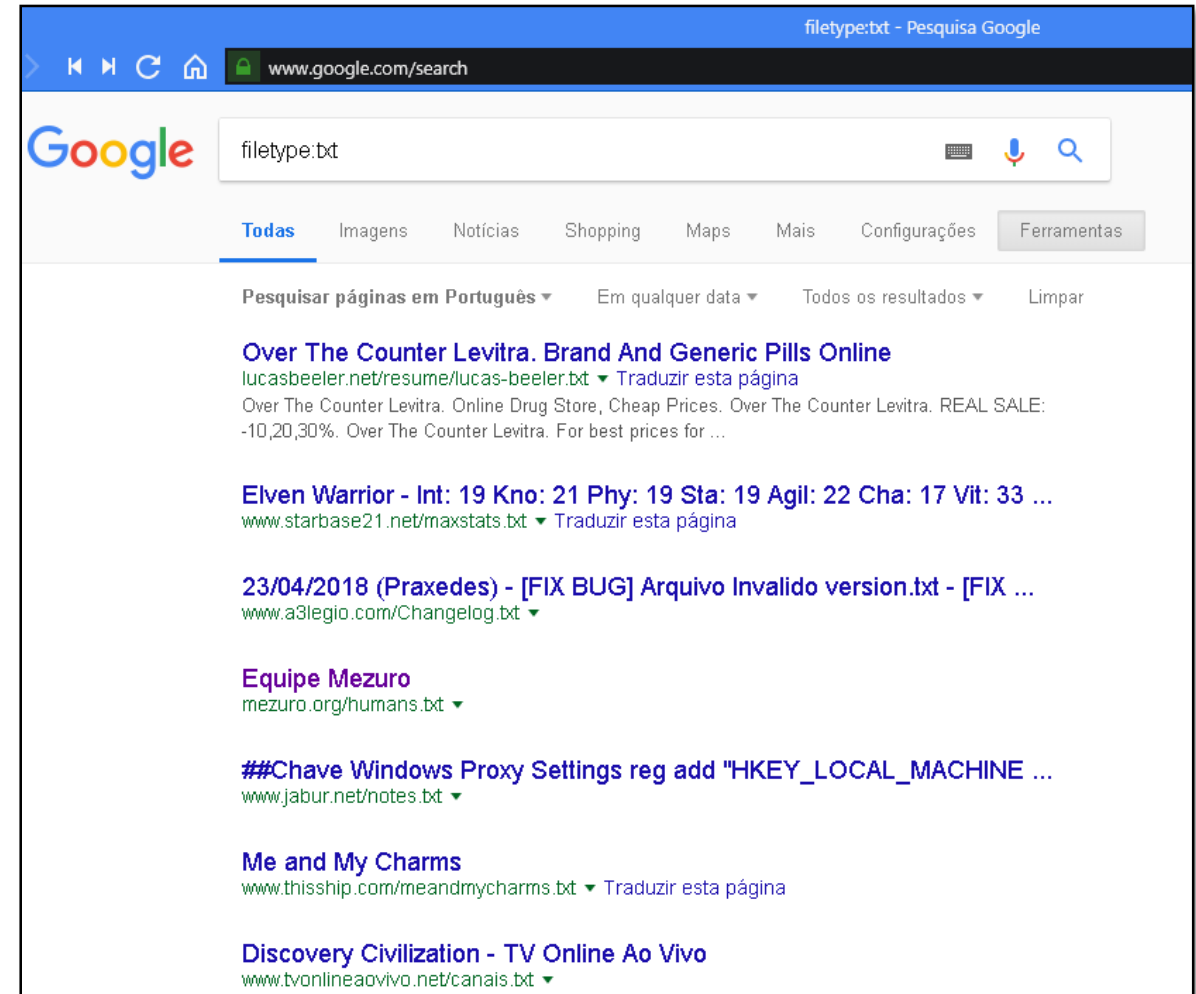 filetype:txt - Pesquisa Google
www.google.com/search
Google
filetype:txt
Todas Imagens Notícias Shopping Maps Mais Configurações Ferramentas
Pesquisar páginas em Português Em qualquer data Todos os resultados Limpar
Over The Counter Levitra. Brand And Generic Pills Online
lucasbeeler.net/resume/lucas-beeler.txt Traduzir esta página
Over The Counter Levitra. Online Drug Store, Cheap Prices. Over The Counter Levitra. REAL SALE:
-10,20,30%. Over The Counter Levitra. For best prices for ...
Elven Warrior - Int: 19 Kno: 21 Phy: 19 Sta: 19 Agil: 22 Cha: 17 Vit: 33 ...
www.starbase21.net/maxstats.txt Traduzir esta página
23/04/2018 (Praxedes) - [FIX BUG] Arquivo Invalido version.txt - [FIX ...
www.a3legio.com/Changelog.txt
Equipe Mezuro
mezuro.org/humans.txt
##Chave Windows Proxy Settings reg add "HKEY_LOCAL_MACHINE ...
www.jabur.net/notes.txt
Me and My Charms
www.thisship.com/meandmycharms.txt Traduzir esta página
Discovery Civilization - TV Online Ao Vivo
www.tvonlineaovivo.net/canais.txt